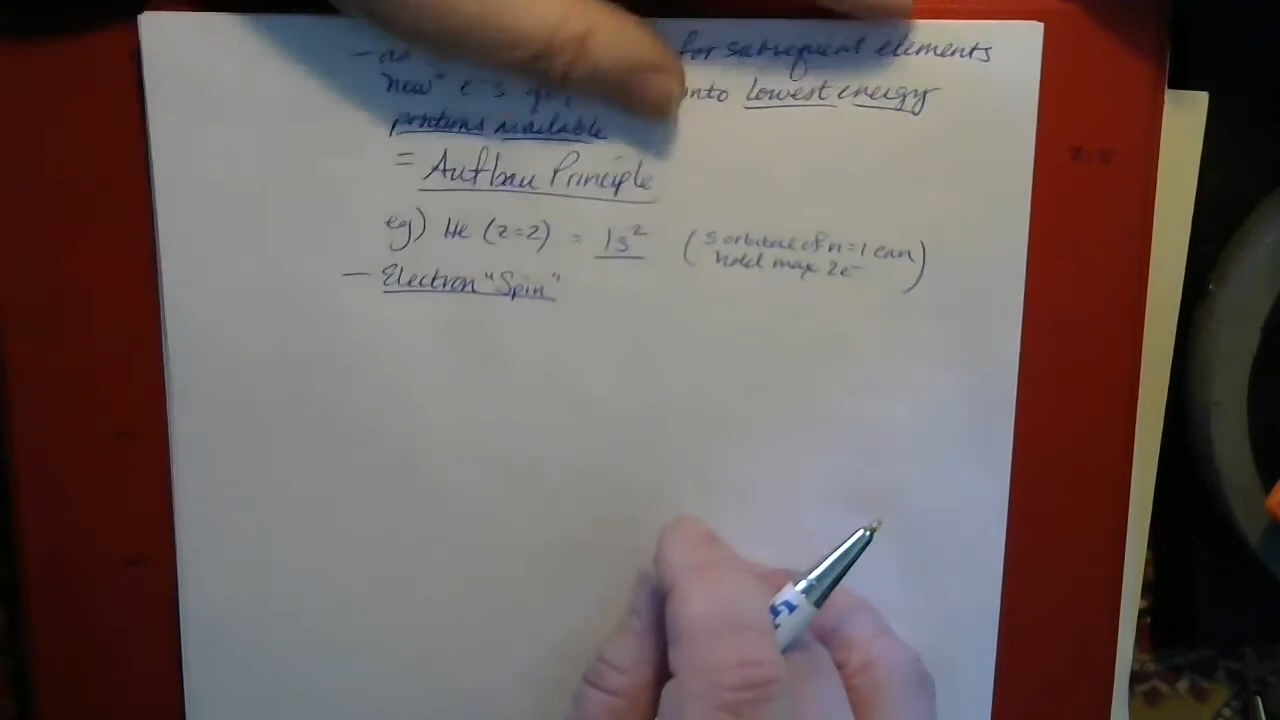 — for subsequent elements
"new" e⁻s into lowest energy
positions available
= Aufbau Principle
eg) He (z=2) = 1s² (s orbital of n=1 can hold max 2e⁻)
— Electron "Spin"